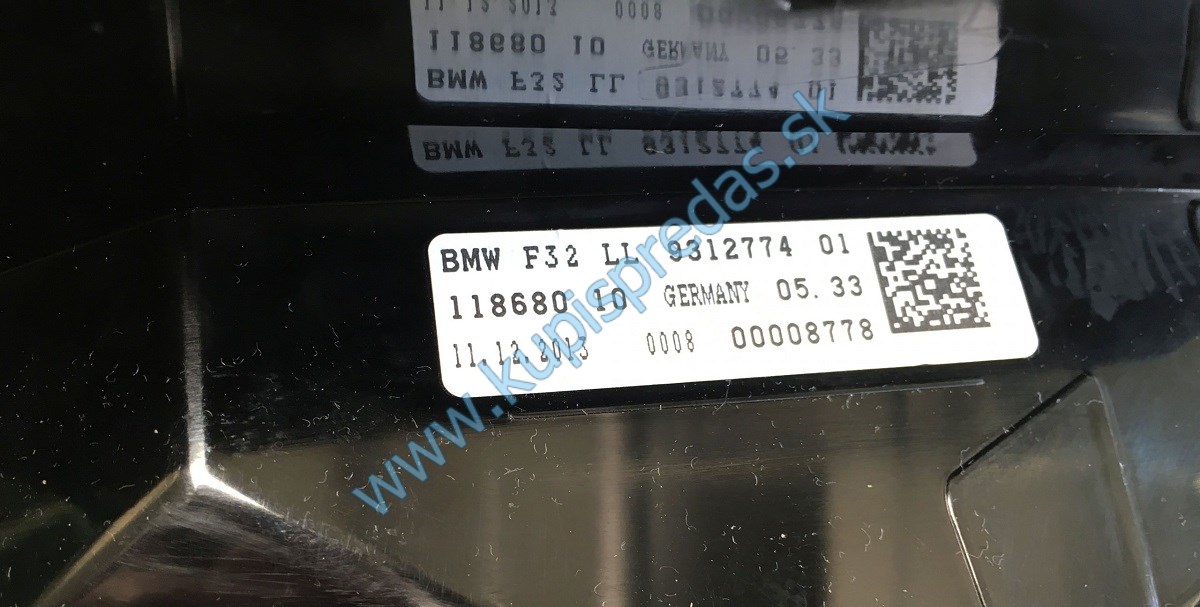 BMW F32 LL 9312774 01
118680 10 GERMANY 05.33
11.12.2013 0008 00008778
www.kupispredas.sk